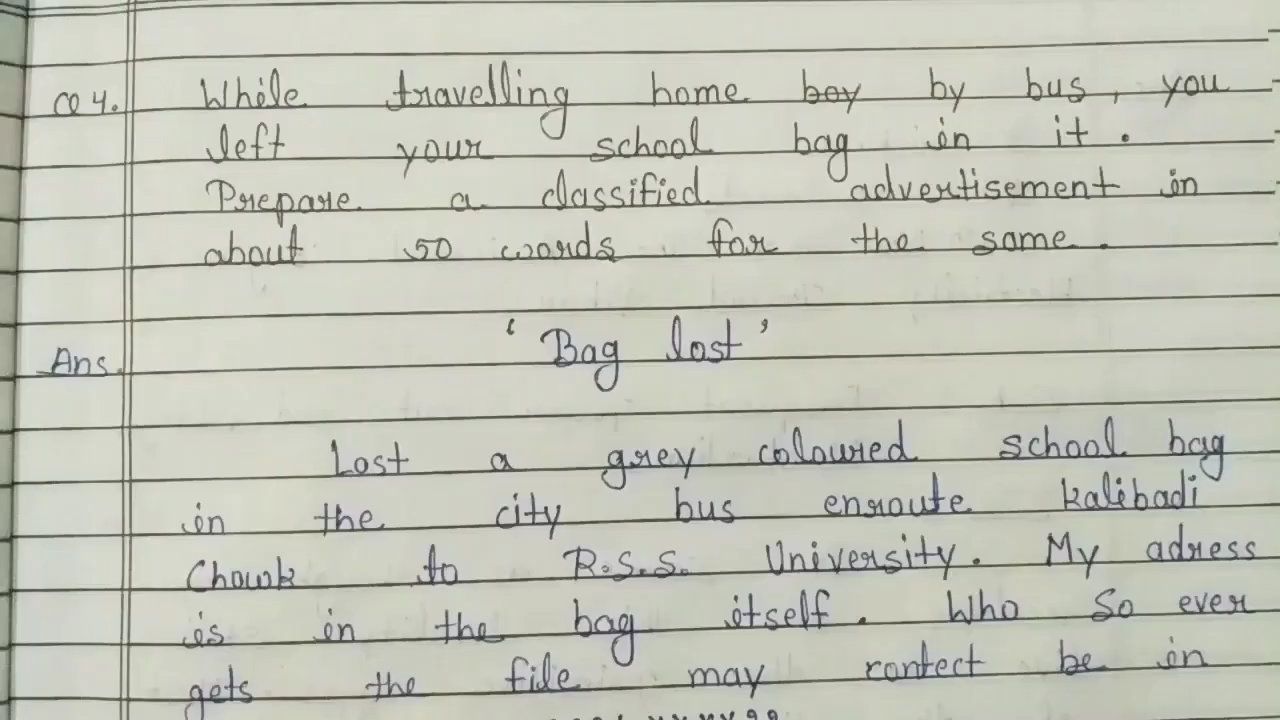 Q 4. While travelling home boy by bus, you
left your school bag in it.
Prepare a classified advertisement in
about 50 words for the same.
Ans. ' Bag lost '
Lost a grey coloured school bag
in the city bus enroute kalibadi
Chowk to R.S.S. University. My adress
is in the bag itself. Who so ever
gets the file may contect be in